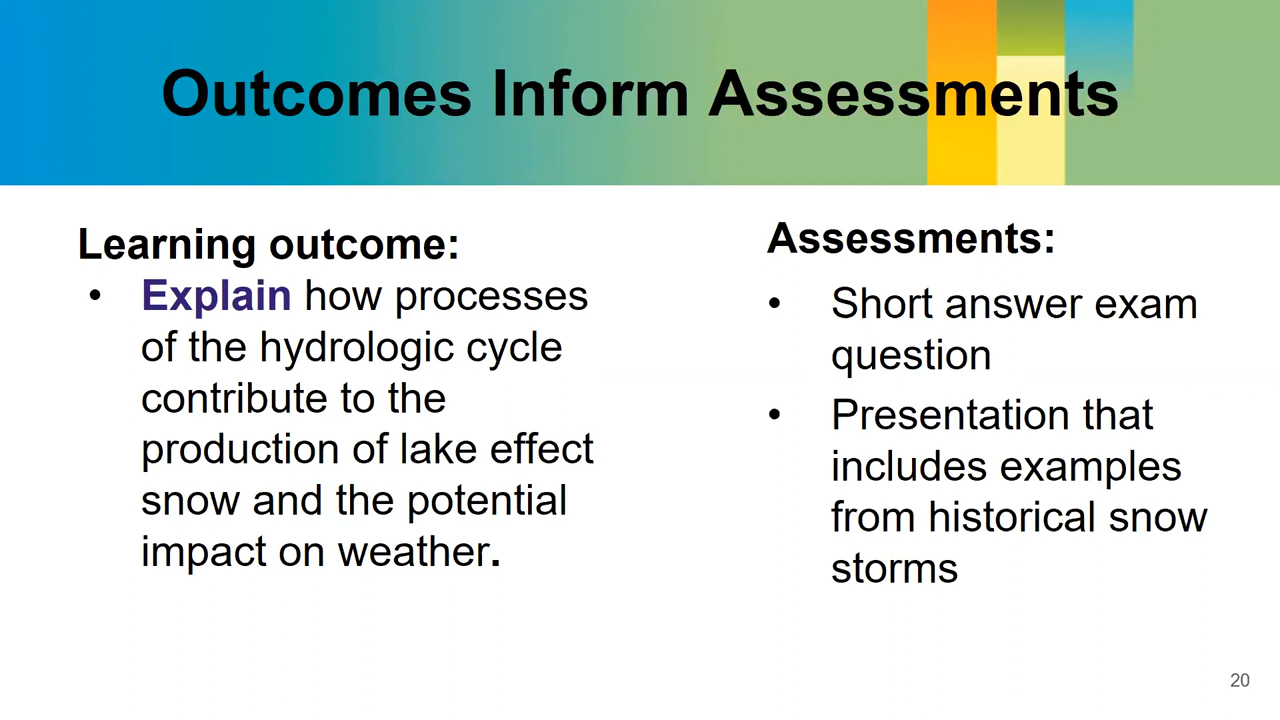 Outcomes Inform Assessments
Learning outcome:
• Explain how processes
of the hydrologic cycle
contribute to the
production of lake effect
snow and the potential
impact on weather.
Assessments:
• Short answer exam
question
• Presentation that
includes examples
from historical snow
storms
20